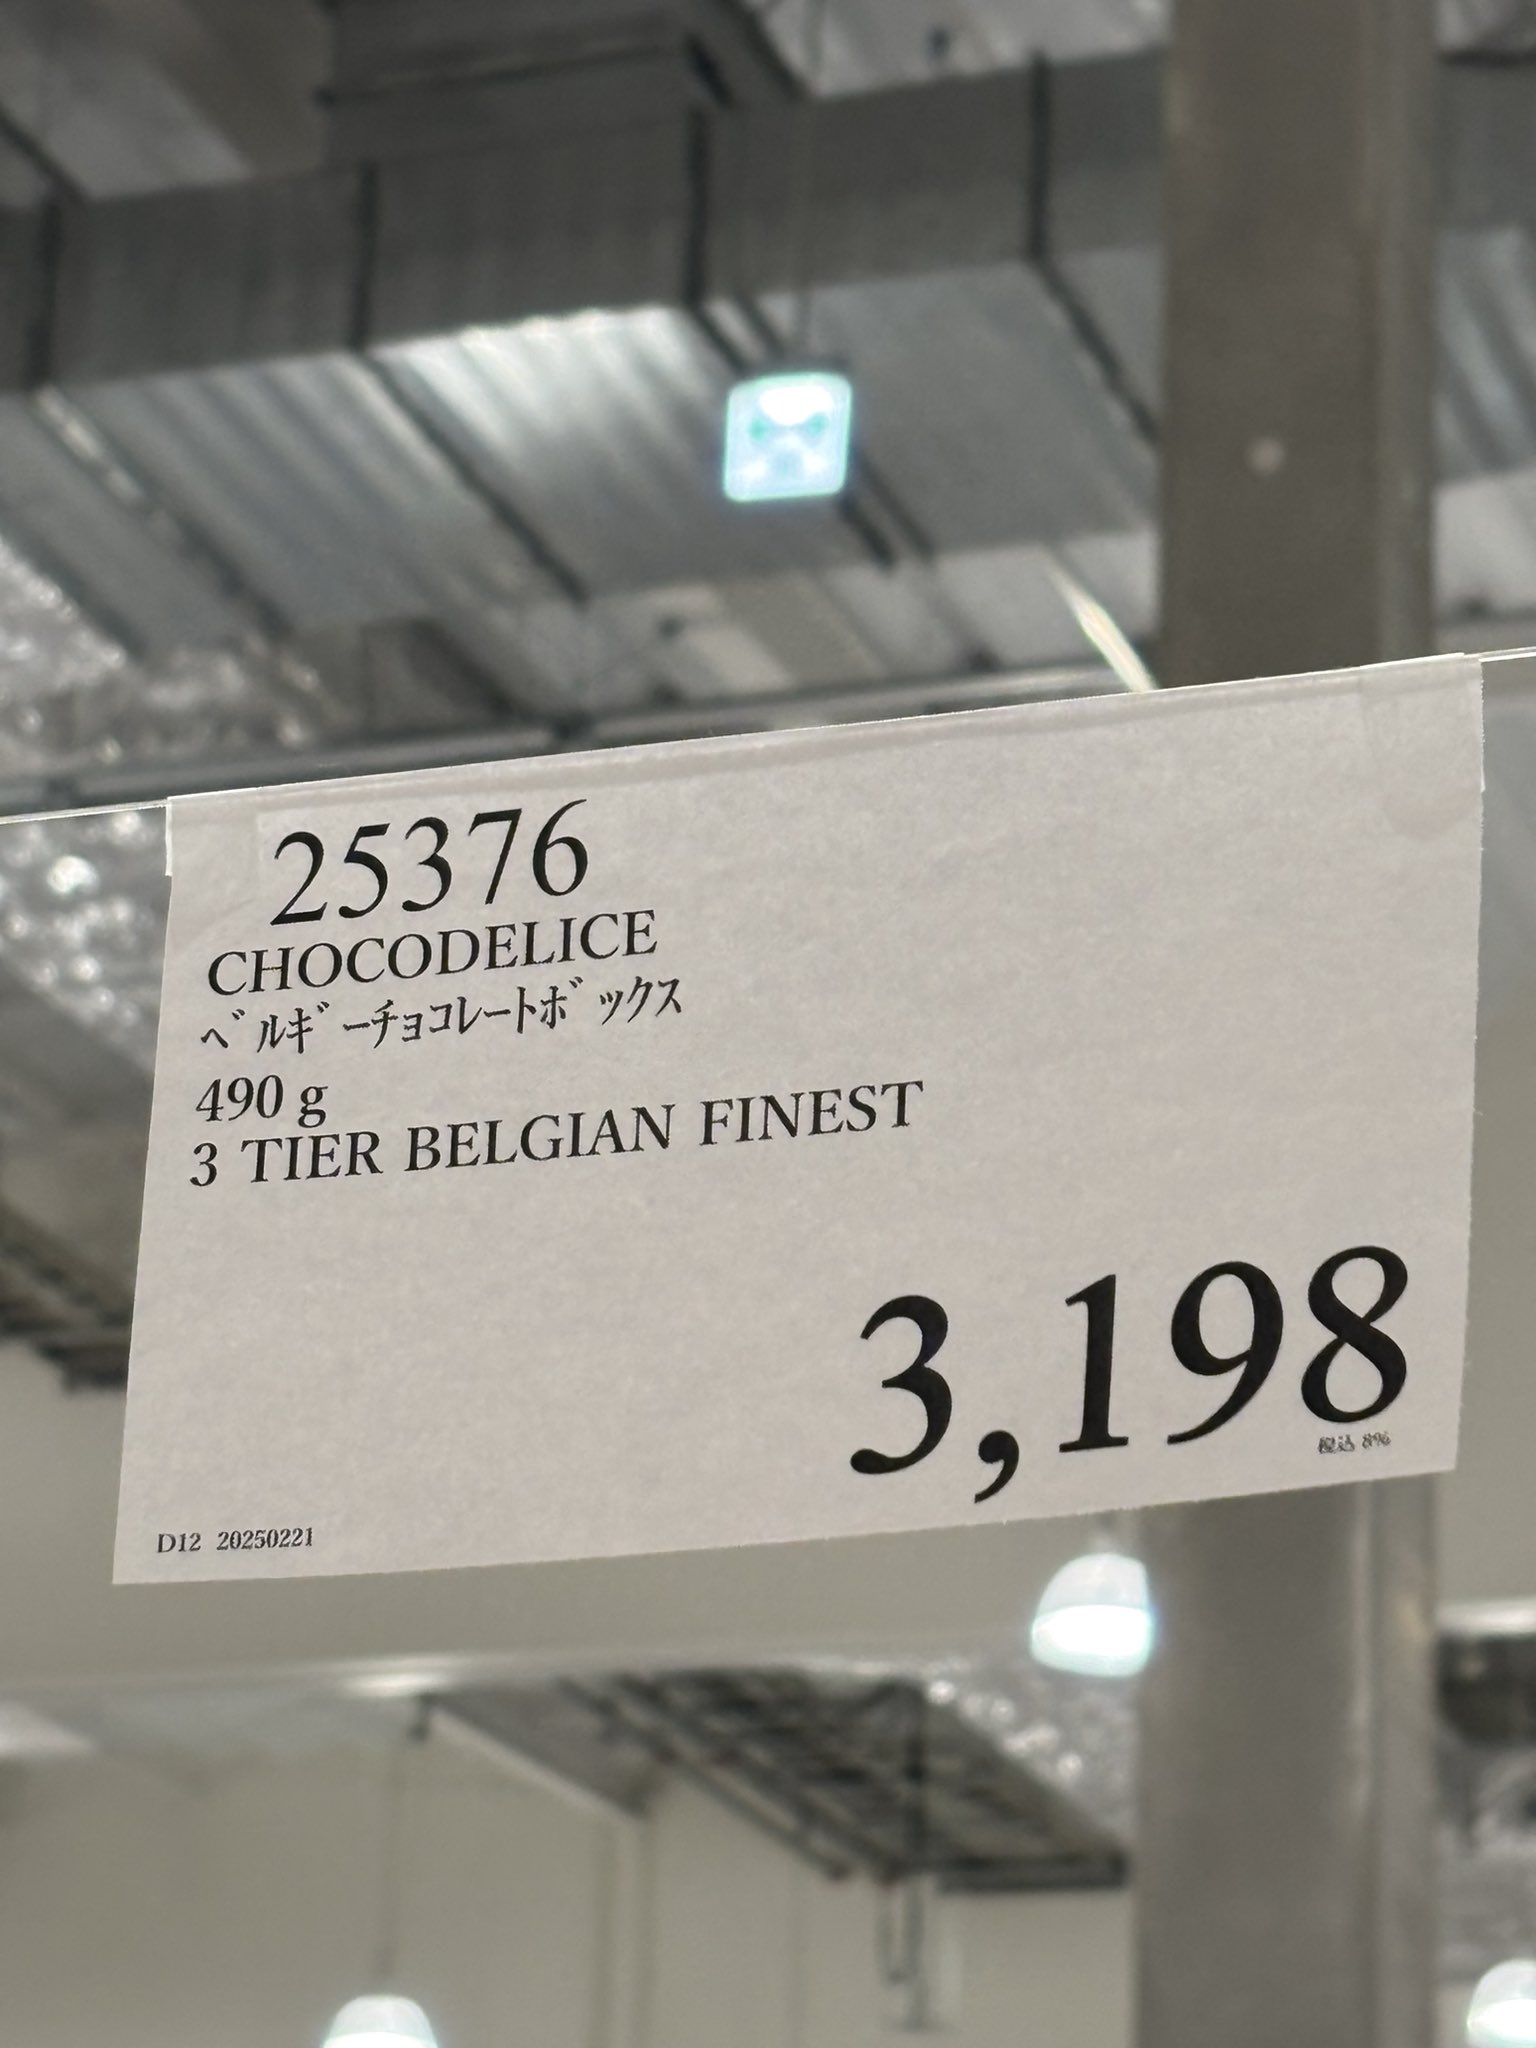 25376
CHOCODELICE
ﾍﾞﾙｷﾞｰﾁｮｺﾚｰﾄﾎﾞｯｸｽ
490 g
3 TIER BELGIAN FINEST
3,198
税込 8%
D12 20250221